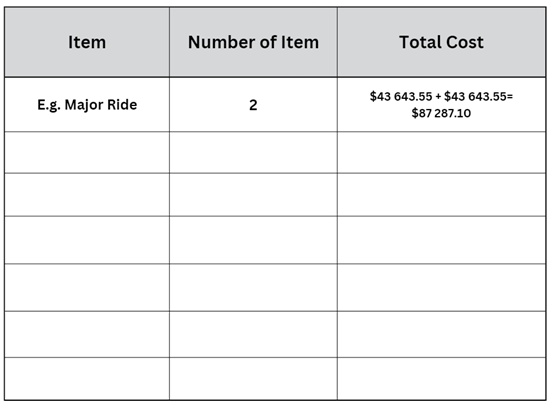 Item Number of Item Total Cost
E.g. Major Ride 2 $43 643.55 + $43 643.55=
$87 287.10